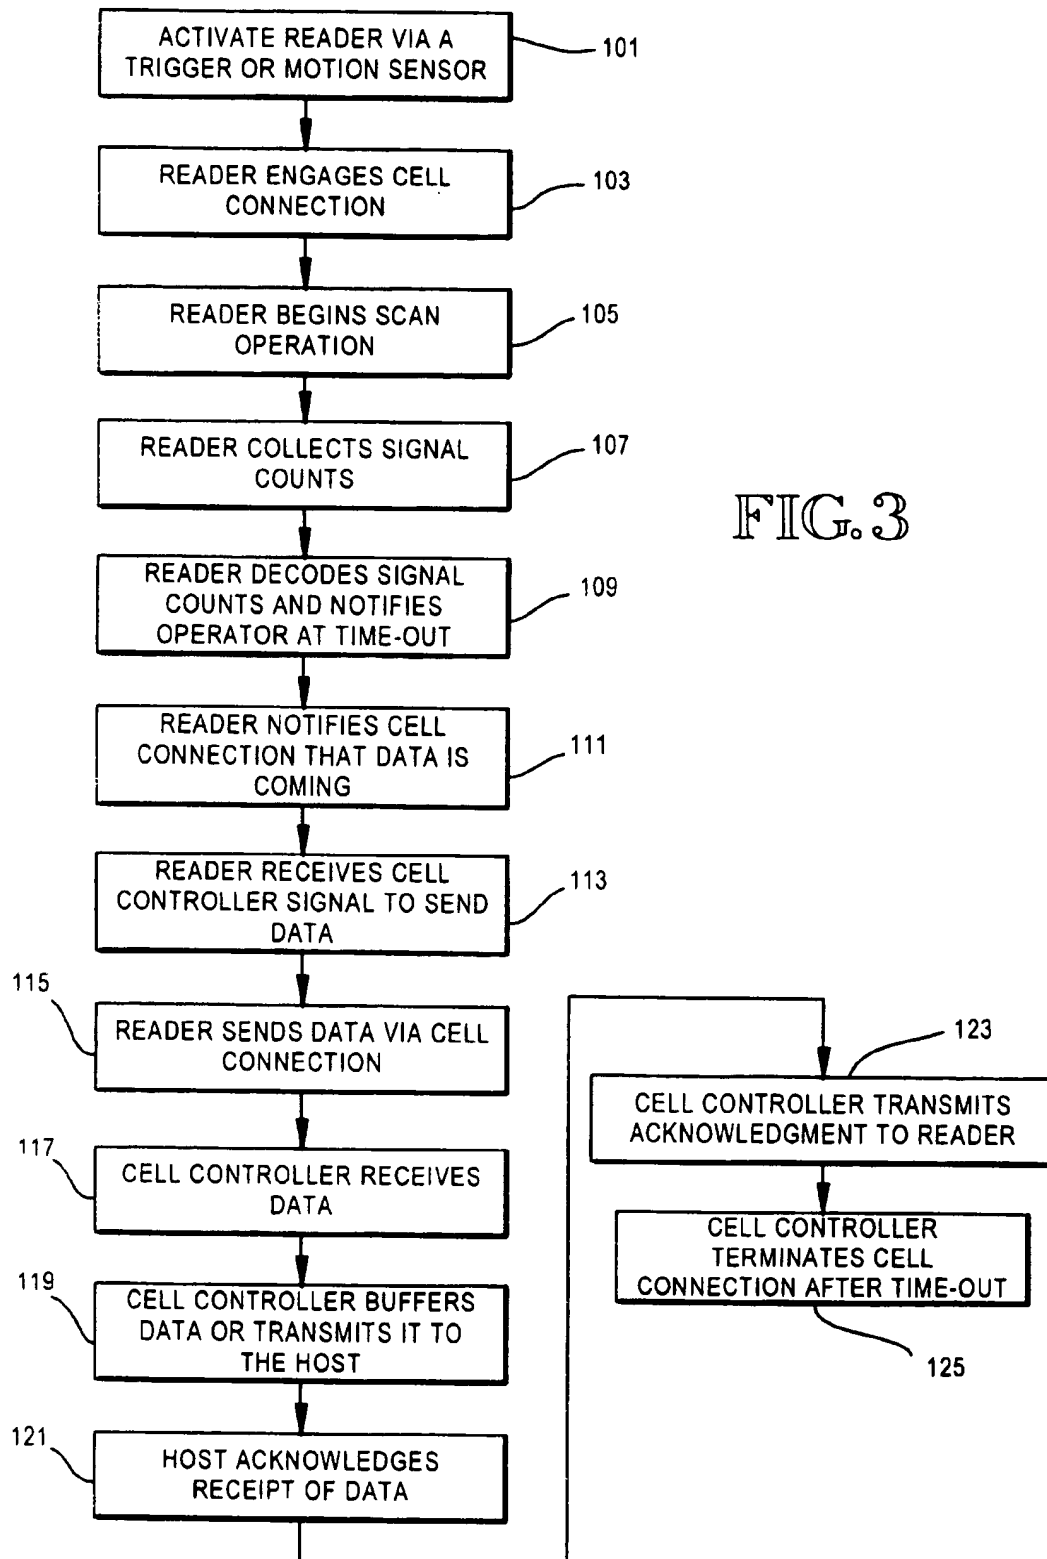 ACTIVATE READER VIA A
TRIGGER OR MOTION SENSOR
101
READER ENGAGES CELL
CONNECTION
103
READER BEGINS SCAN
OPERATION
105
READER COLLECTS SIGNAL
COUNTS
107
FIG. 3
READER DECODES SIGNAL
COUNTS AND NOTIFIES
OPERATOR AT TIME-OUT
109
READER NOTIFIES CELL
CONNECTION THAT DATA IS
COMING
111
READER RECEIVES CELL
CONTROLLER SIGNAL TO SEND
DATA
113
115
READER SENDS DATA VIA CELL
CONNECTION
117
CELL CONTROLLER RECEIVES
DATA
119
CELL CONTROLLER BUFFERS
DATA OR TRANSMITS IT TO
THE HOST
121
HOST ACKNOWLEDGES
RECEIPT OF DATA
123
CELL CONTROLLER TRANSMITS
ACKNOWLEDGMENT TO READER
CELL CONTROLLER
TERMINATES CELL
CONNECTION AFTER TIME-OUT
125